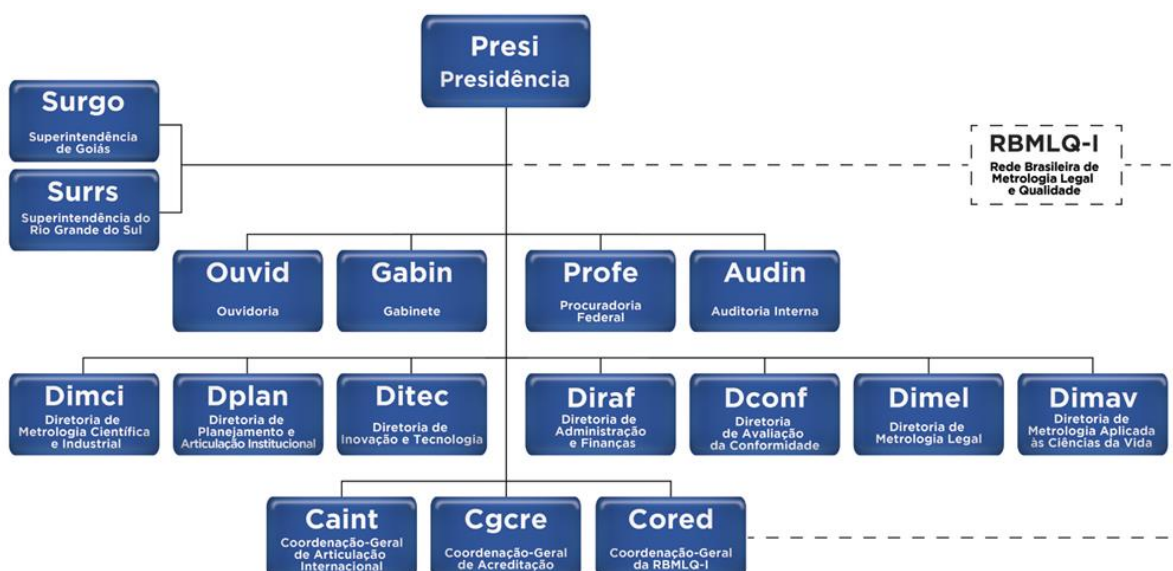 Presi
Presidência
Surgo
Superintendência
de Goiás
Surrs
Superintendência do
Rio Grande do Sul
RBMLQ-I
Rede Brasileira de
Metrologia Legal
e Qualidade
Ouvid
Ouvidoria
Gabin
Gabinete
Profe
Procuradoria
Federal
Audin
Auditoria Interna
Dimci
Diretoria de
Metrologia Científica
e Industrial
Dplan
Diretoria de
Planejamento e
Articulação Institucional
Ditec
Diretoria de
Inovação e Tecnologia
Diraf
Diretoria de
Administração
e Finanças
Dconf
Diretoria
de Avaliação
da Conformidade
Dimel
Diretoria de
Metrologia Legal
Dimav
Diretoria de
Metrologia Aplicada
às Ciências da Vida
Caint
Coordenação-Geral
de Articulação
Internacional
Cgcre
Coordenação-Geral
de Acreditação
Cored
Coordenação-Geral
da RBMLQ-I